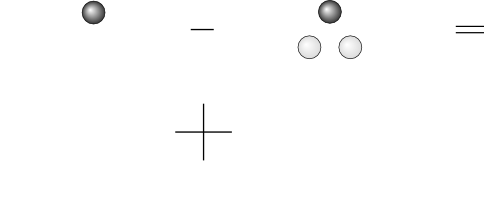 − =
+